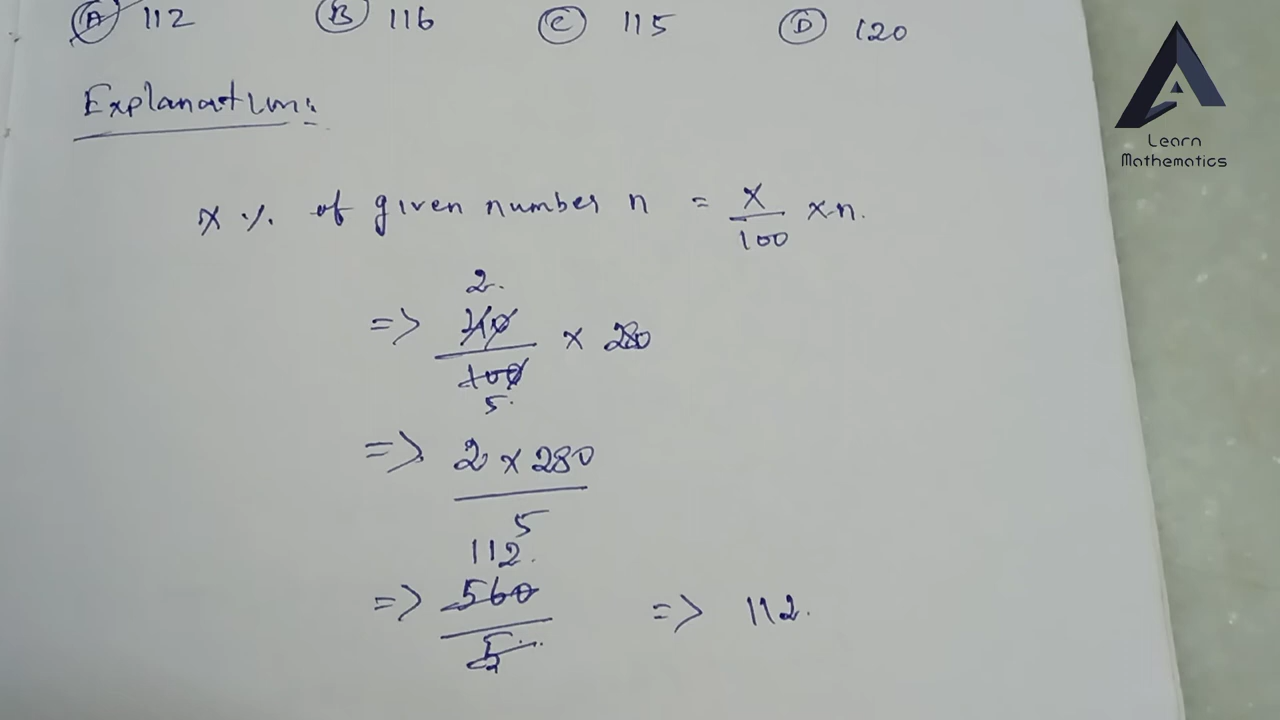 Ⓐ 112 Ⓑ 116 Ⓒ 115 Ⓓ 120
Learn
Mathematics
Explanation:
x % of given number n = x/100 × n.
2.
=> 40/100 × 280
5.
=> 2 × 280
5
112.
=> 560/5 => 112.